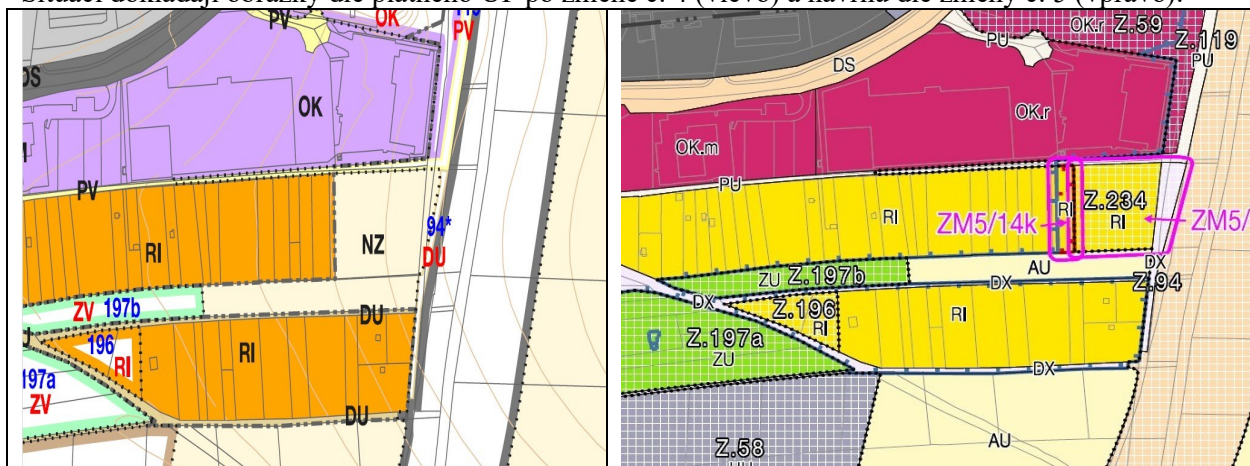 Situaci dokládají obrázky dle platného ÚP po změně č. 4 (vlevo) a návrhu dle změny č. 5 (vpravo).
PV
OK
PV
DS
OK
PV
RI
NZ
94*
DU
ZV 197b
DU
196
RI
RI
197a
ZV
DU
OK.r Z.59
Z.119
PU
PU
DS
OK.r
OK.m
PU
RI
ZM5/14k
RI
Z.234
RI
ZM5/
AU
DX
ZU Z.197b
DX
Z.94
DX
Z.196
RI
RI
Z.197a
ZU
DX
Z.58
AU